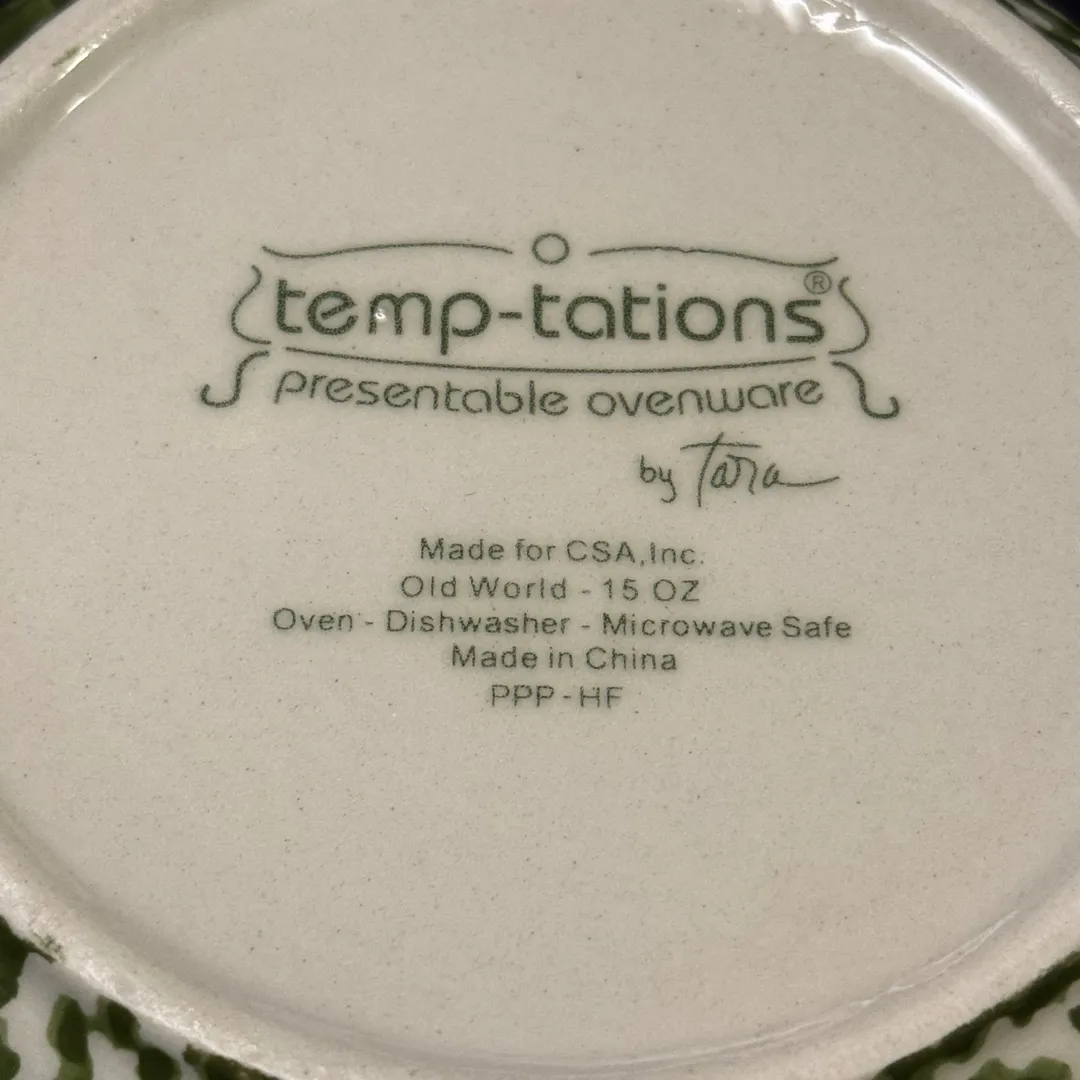 temp-tations®
presentable ovenware
by Tara
Made for CSA,Inc.
Old World - 15 OZ
Oven - Dishwasher - Microwave Safe
Made in China
PPP-HF